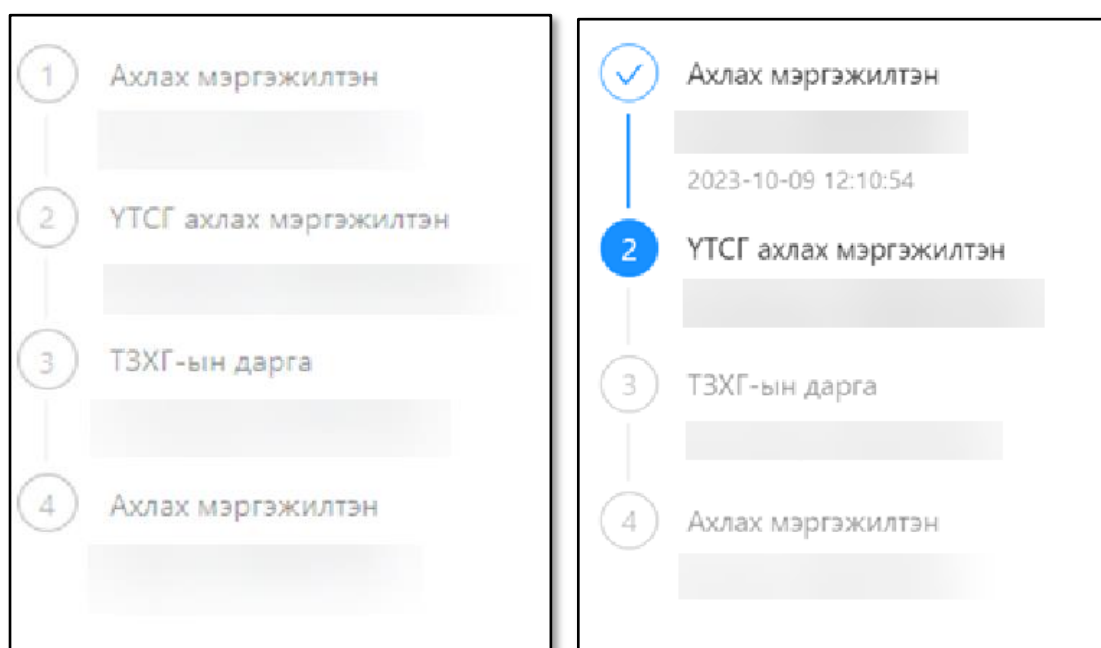 1 Ахлах мэргэжилтэн
2 ҮТСГ ахлах мэргэжилтэн
3 ТЗХГ-ын дарга
4 Ахлах мэргэжилтэн
Ахлах мэргэжилтэн
2023-10-09 12:10:54
2 ҮТСГ ахлах мэргэжилтэн
3 ТЗХГ-ын дарга
4 Ахлах мэргэжилтэн